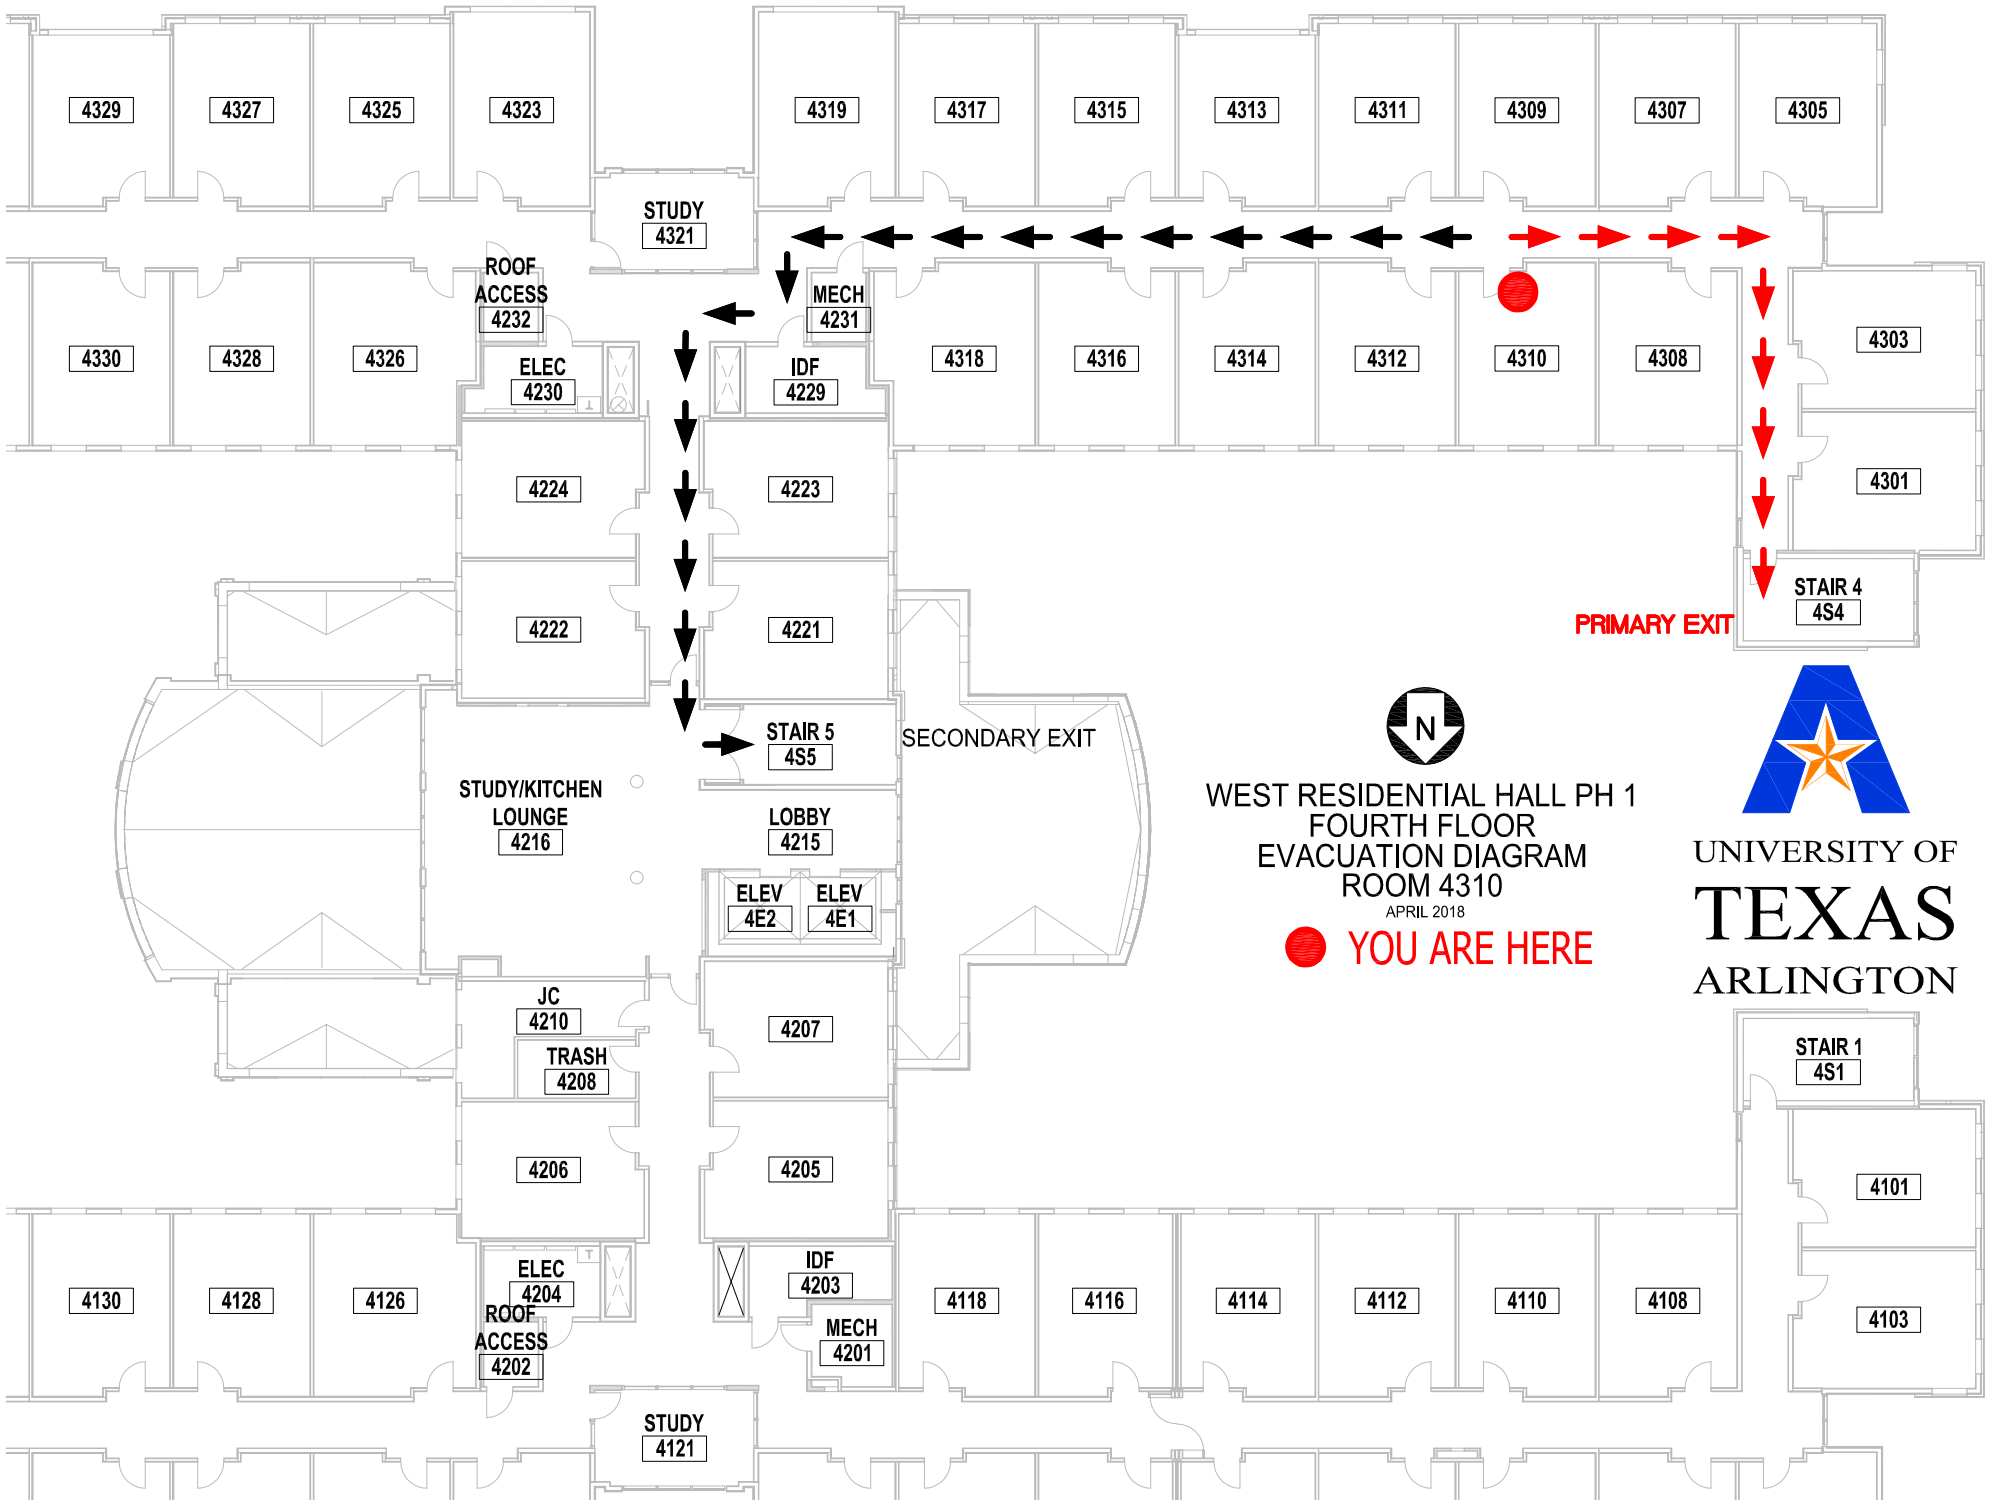 4329
4327
4325
4323
4319
4317
4315
4313
4311
4309
4307
4305
STUDY
4321
ROOF
ACCESS
4232
MECH
4231
4330
4328
4326
ELEC
4230
IDF
4229
4318
4316
4314
4312
4310
4308
4303
4301
4224
4223
4222
4221
STAIR 4
4S4
PRIMARY EXIT
STAIR 5
4S5
SECONDARY EXIT
N
STUDY/KITCHEN
LOUNGE
4216
LOBBY
4215
WEST RESIDENTIAL HALL PH 1
FOURTH FLOOR
EVACUATION DIAGRAM
ROOM 4310
APRIL 2018
YOU ARE HERE
UNIVERSITY OF
TEXAS
ARLINGTON
ELEV
4E2
ELEV
4E1
JC
4210
4207
TRASH
4208
STAIR 1
4S1
4206
4205
4101
4103
ELEC
4204
IDF
4203
4130
4128
4126
ROOF
ACCESS
4202
MECH
4201
4118
4116
4114
4112
4110
4108
STUDY
4121